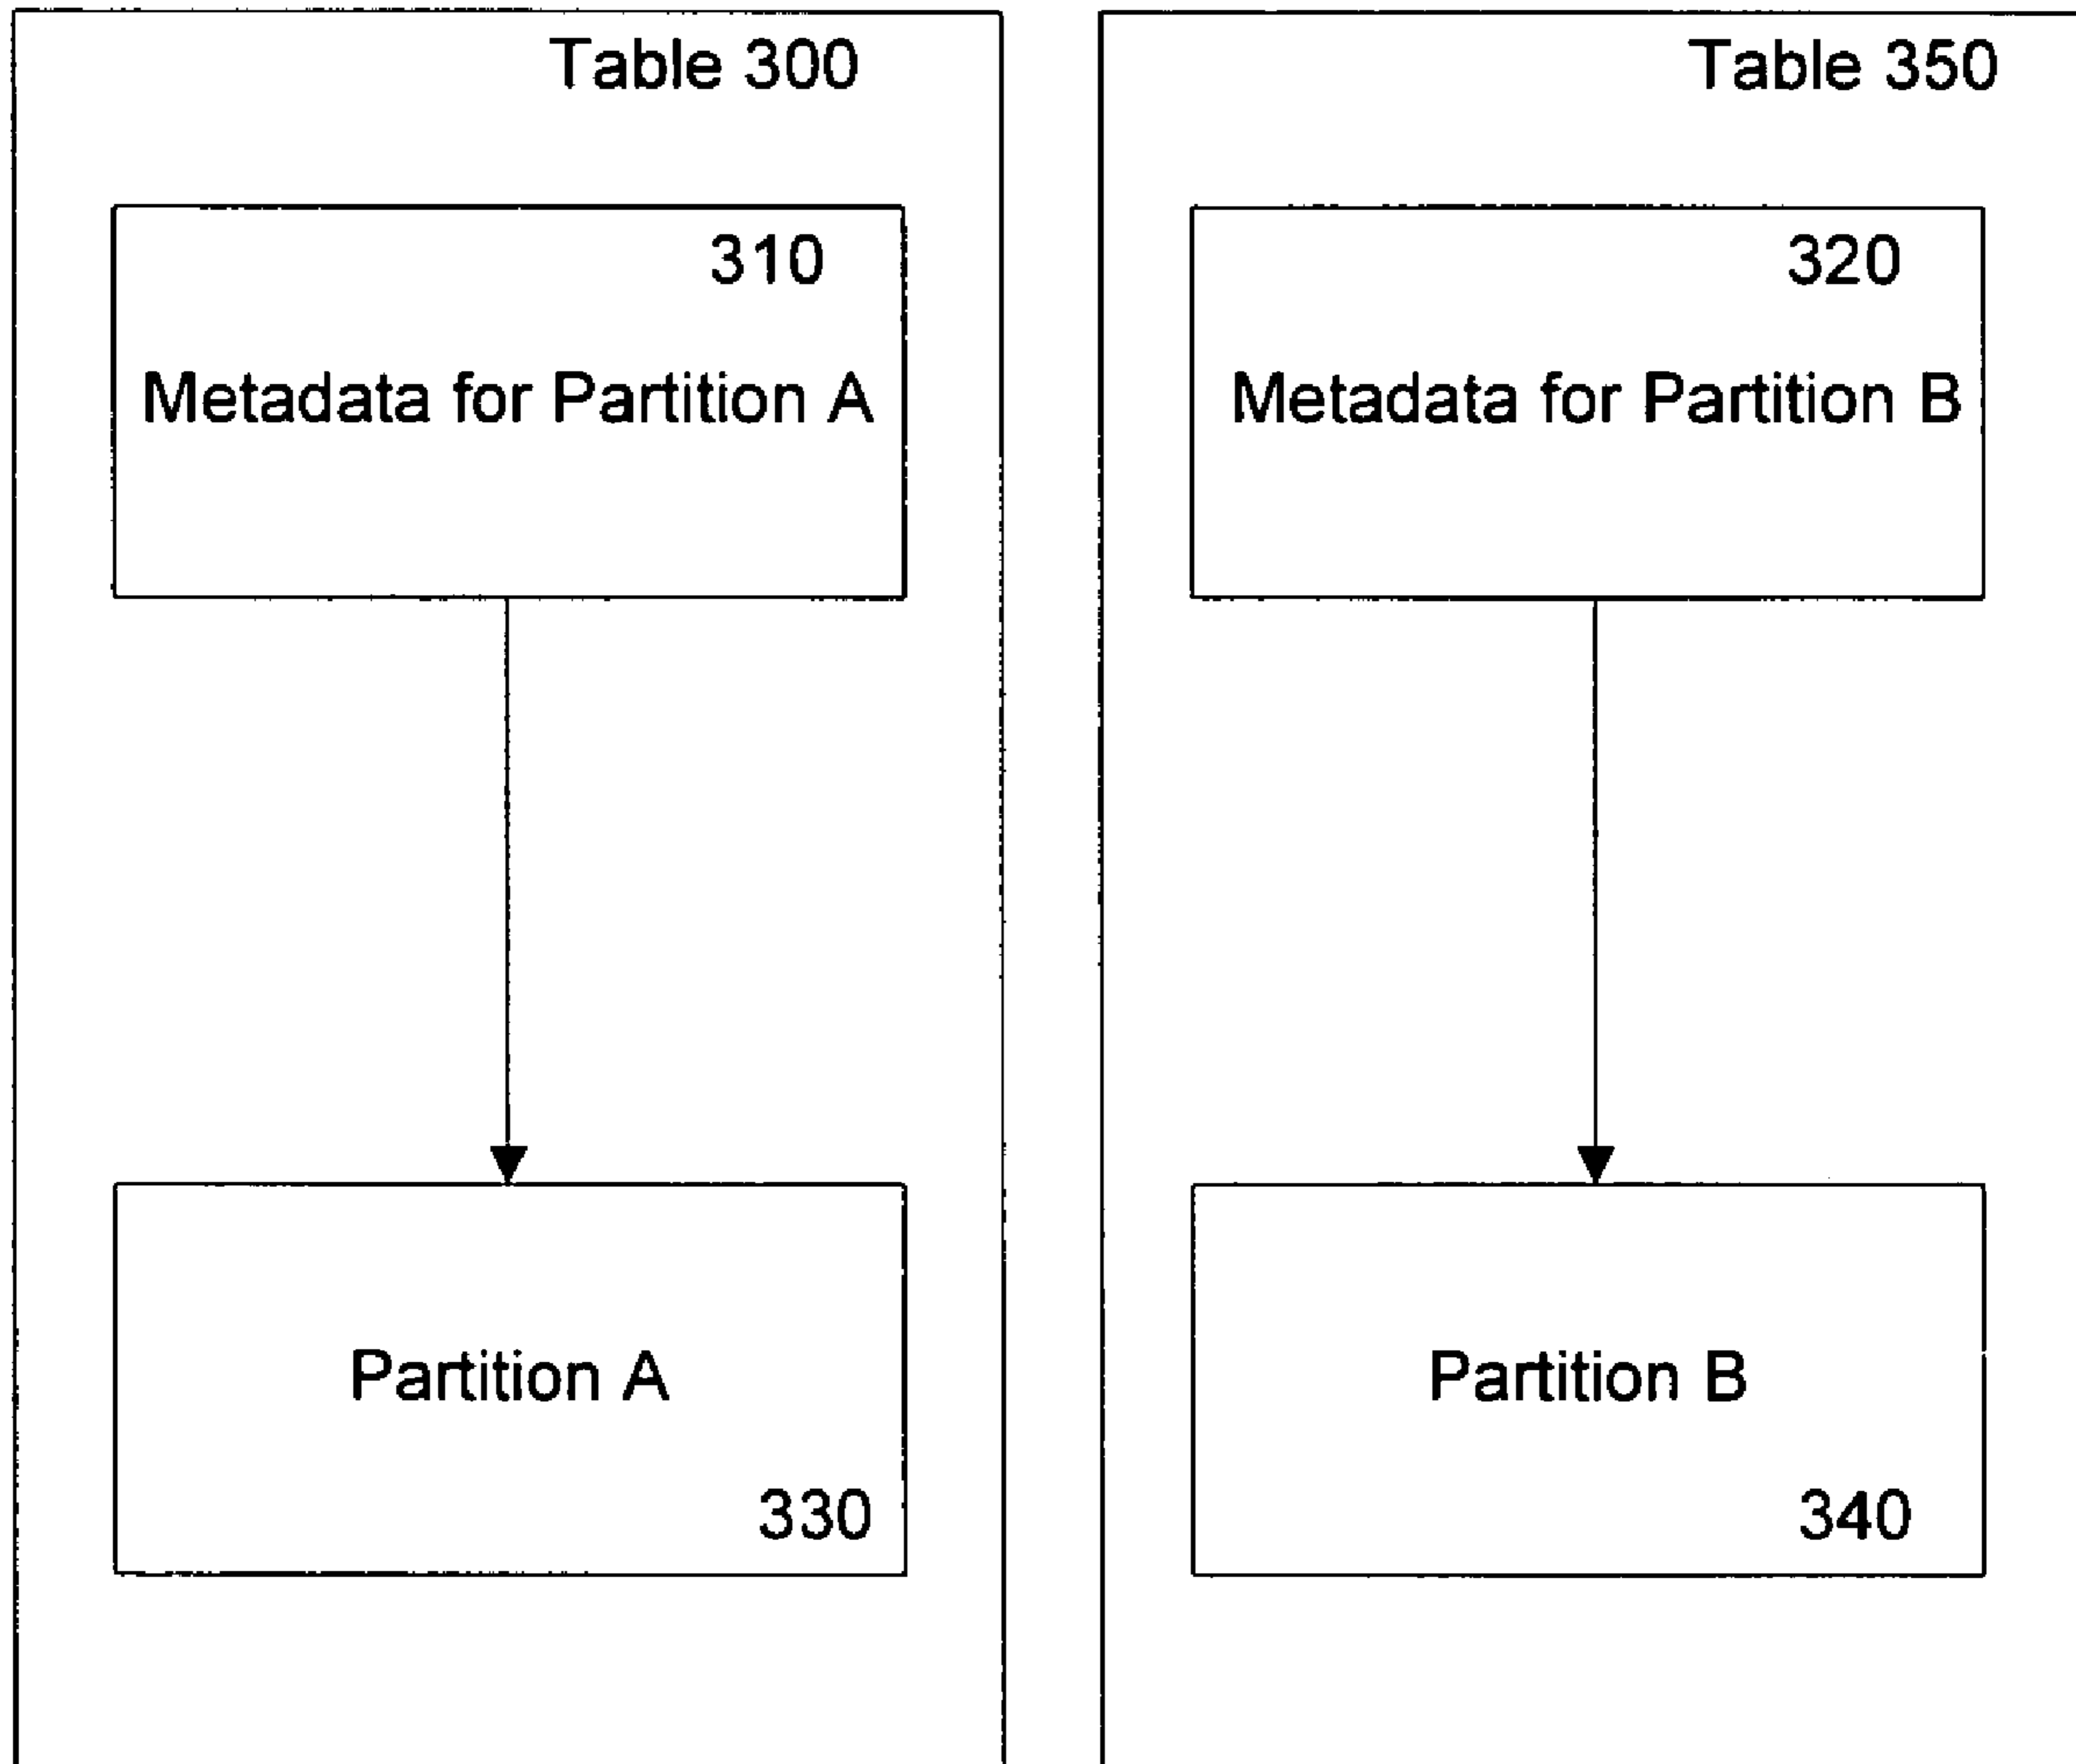 Table 300
310
Metadata for Partition A
Partition A
330
Table 350
320
Metadata for Partition B
Partition B
340